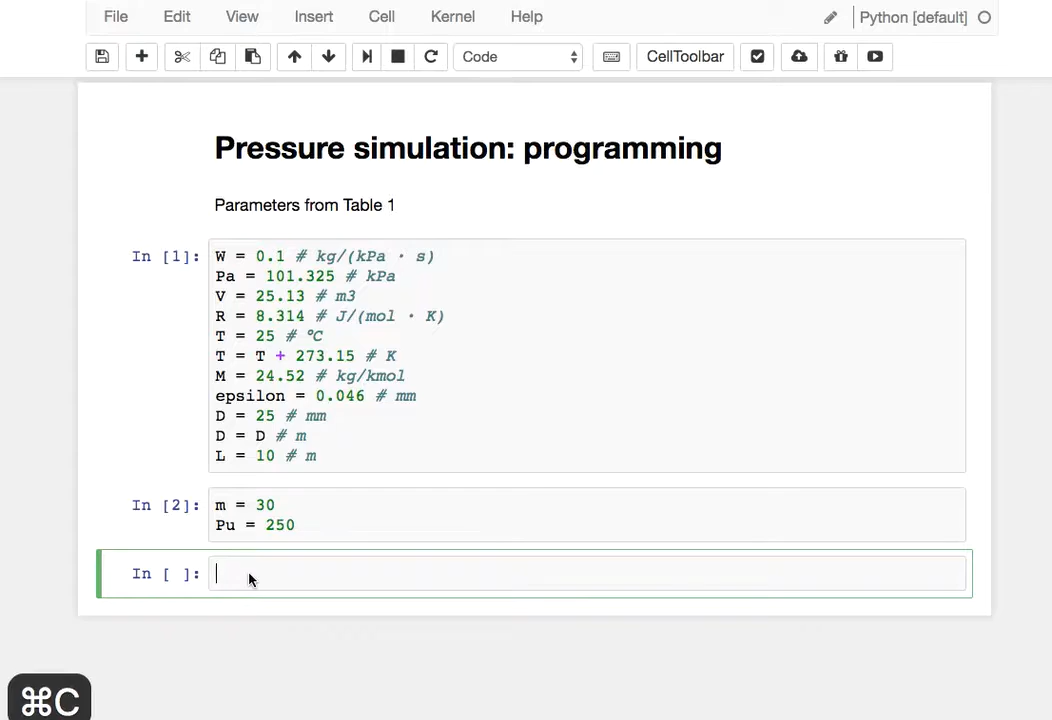 File Edit View Insert Cell Kernel Help Python [default]
Code CellToolbar
Pressure simulation: programming
Parameters from Table 1
In [1]: W = 0.1 # kg/(kPa · s)
Pa = 101.325 # kPa
V = 25.13 # m3
R = 8.314 # J/(mol · K)
T = 25 # °C
T = T + 273.15 # K
M = 24.52 # kg/kmol
epsilon = 0.046 # mm
D = 25 # mm
D = D # m
L = 10 # m
In [2]: m = 30
Pu = 250
In [ ]:
⌘C